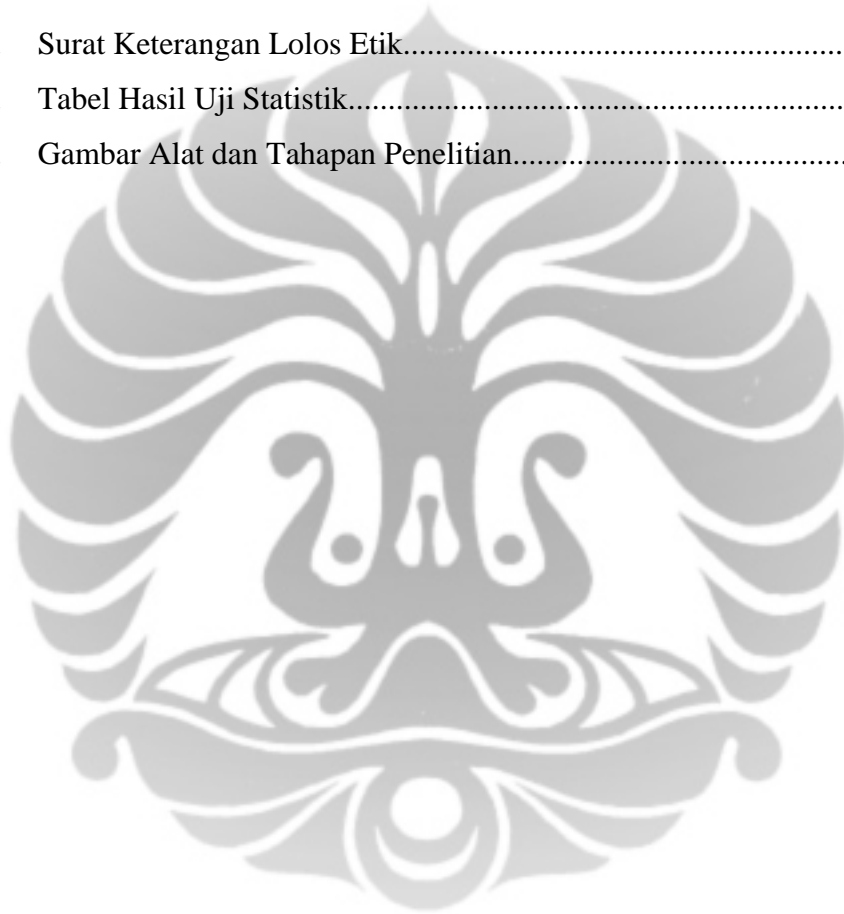 Surat Keterangan Lolos Etik......................................................
Tabel Hasil Uji Statistik.............................................................
Gambar Alat dan Tahapan Penelitian.........................................